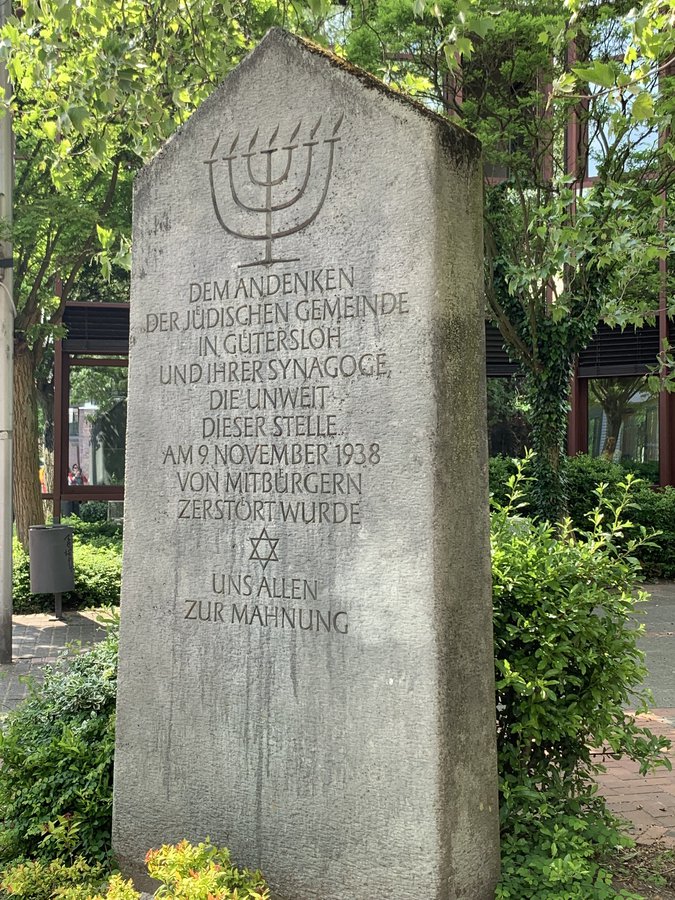 DEM ANDENKEN
DER JÜDISCHEN GEMEINDE
IN GÜTERSLOH
UND IHRER SYNAGOGE,
DIE UNWEIT
DIESER STELLE
AM 9. NOVEMBER 1938
VON MITBÜRGERN
ZERSTÖRT WURDE
UNS ALLEN
ZUR MAHNUNG